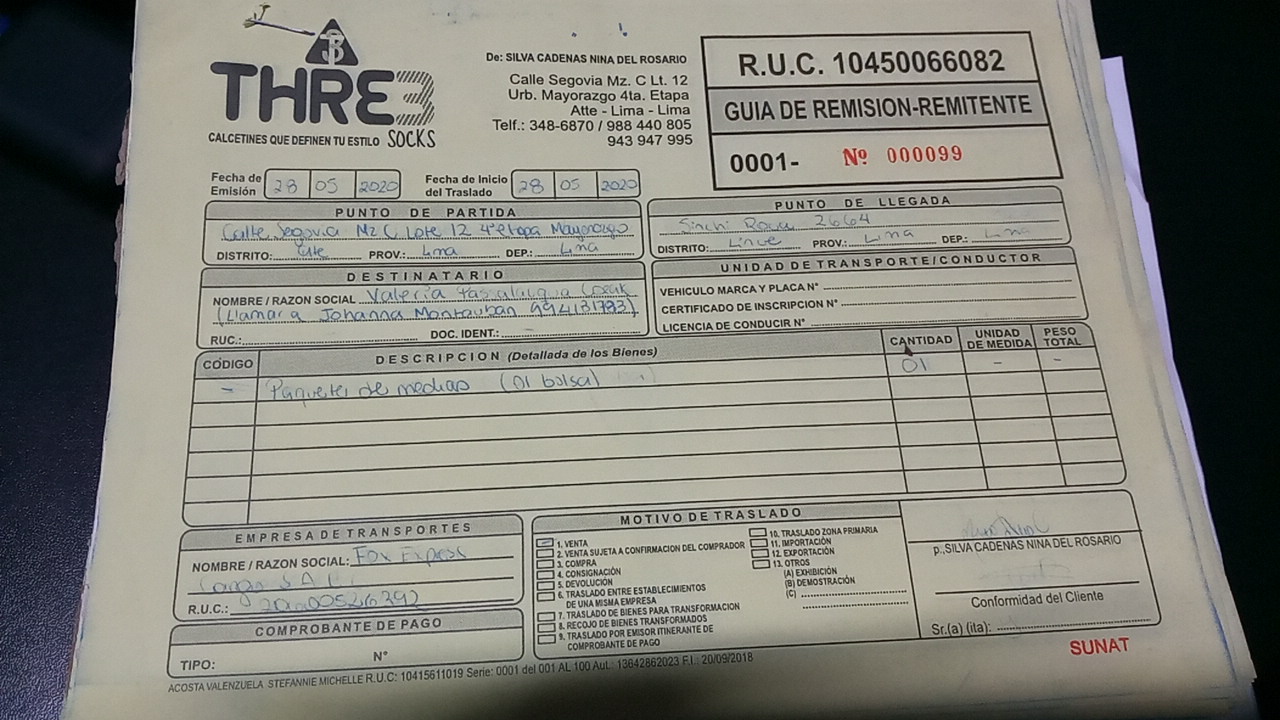 THRE3
CALCETINES QUE DEFINEN TU ESTILO SOCKS
De: SILVA CADENAS NINA DEL ROSARIO
Calle Segovia Mz. C Lt. 12
Urb. Mayorazgo 4ta. Etapa
Atte - Lima - Lima
Telf.: 348-6870 / 988 440 805
943 947 995
R.U.C. 10450066082
GUIA DE REMISION-REMITENTE
0001- Nº 000099
Fecha de Emisión 28 05 2020
Fecha de Inicio del Traslado 28 05 2020
PUNTO DE PARTIDA
Calle Segovia Mz C Lote 12 4ª etapa Mayorazgo
DISTRITO: Ate PROV.: Lima DEP.: Lima
PUNTO DE LLEGADA
Sinchi Roca 2664
DISTRITO: Lince PROV.: Lima DEP.: Lima
DESTINATARIO
NOMBRE / RAZON SOCIAL Valeria
(Llamar a Johanna Montauban 994131783)
RUC.: DOC. IDENT.: -
UNIDAD DE TRANSPORTE/CONDUCTOR
VEHICULO MARCA Y PLACA N°
CERTIFICADO DE INSCRIPCION N°
LICENCIA DE CONDUCIR N°
CÓDIGO DESCRIPCION (Detallada de los Bienes) CANTIDAD UNIDAD DE MEDIDA PESO TOTAL
- Paquetes de medias (01 bolsa) 01 - -
EMPRESA DE TRANSPORTES
NOMBRE / RAZON SOCIAL: Fox Express
Cargo S.A.C.
R.U.C.:
COMPROBANTE DE PAGO
TIPO: N°
MOTIVO DE TRASLADO
1. VENTA
2. VENTA SUJETA A CONFIRMACION DEL COMPRADOR
3. COMPRA
4. CONSIGNACIÓN
5. DEVOLUCIÓN
6. TRASLADO ENTRE ESTABLECIMIENTOS
DE UNA MISMA EMPRESA
7. TRASLADO DE BIENES PARA TRANSFORMACION
8. RECOJO DE BIENES TRANSFORMADOS
9. TRASLADO POR EMISOR ITINERANTE DE
COMPROBANTE DE PAGO
10. TRASLADO ZONA PRIMARIA
11. IMPORTACIÓN
12. EXPORTACIÓN
13. OTROS
(A) EXHIBICIÓN
(B) DEMOSTRACIÓN
(C)
p., SILVA CADENAS NINA DEL ROSARIO
Conformidad del Cliente
Sr.(a) (ita):
SUNAT
ACOSTA VALENZUELA STEFANNIE MICHELLE R.U.C: 10415611019 Serie: 0001 del 001 AL 100 Aut.: 13642862023 F.I.: 20/09/2018